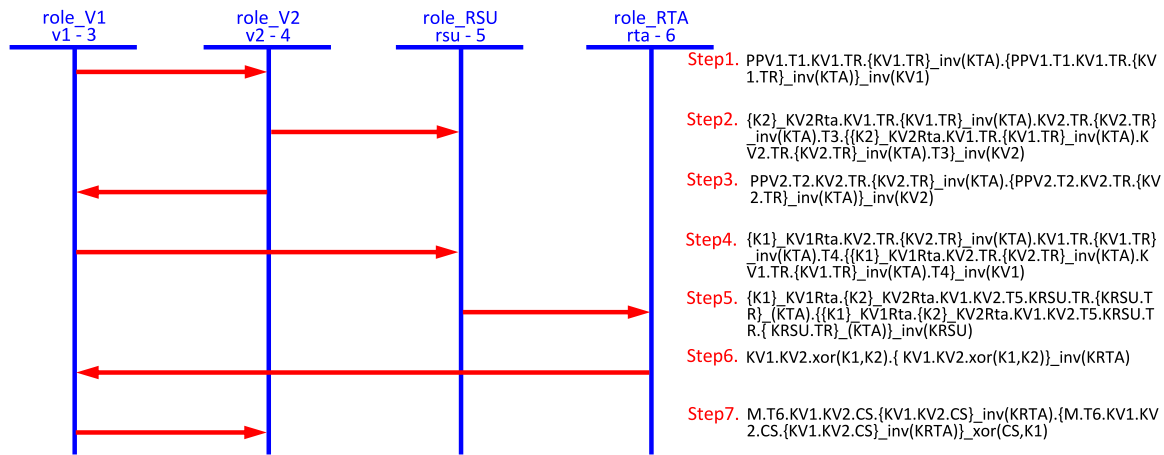 role_V1 role_V2 role_RSU role_RTA
v1 - 3 v2 - 4 rsu - 5 rta - 6
Step1. PPV1.T1.KV1.TR.{KV1.TR}_inv(KTA).{PPV1.T1.KV1.TR.{KV
1.TR}_inv(KTA)}_inv(KV1)
Step2. {K2}_KV2Rta.KV1.TR.{KV1.TR}_inv(KTA).KV2.TR.{KV2.TR}
_inv(KTA).T3.{{K2}_KV2Rta.KV1.TR.{KV1.TR}_inv(KTA).K
V2.TR.{KV2.TR}_inv(KTA).T3}_inv(KV2)
Step3. PPV2.T2.KV2.TR.{KV2.TR}_inv(KTA).{PPV2.T2.KV2.TR.{KV
2.TR}_inv(KTA)}_inv(KV2)
Step4. {K1}_KV1Rta.KV2.TR.{KV2.TR}_inv(KTA).KV1.TR.{KV1.TR}
_inv(KTA).T4.{{K1}_KV1Rta.KV2.TR.{KV2.TR}_inv(KTA).K
V1.TR.{KV1.TR}_inv(KTA).T4}_inv(KV1)
Step5. {K1}_KV1Rta.{K2}_KV2Rta.KV1.KV2.T5.KRSU.TR.{KRSU.T
R}_(KTA).{{K1}_KV1Rta.{K2}_KV2Rta.KV1.KV2.T5.KRSU.T
R.{ KRSU.TR}_(KTA)}_inv(KRSU)
Step6. KV1.KV2.xor(K1,K2).{ KV1.KV2.xor(K1,K2)}_inv(KRTA)
Step7. M.T6.KV1.KV2.CS.{KV1.KV2.CS}_inv(KRTA).{M.T6.KV1.KV
2.CS.{KV1.KV2.CS}_inv(KRTA)}_xor(CS,K1)